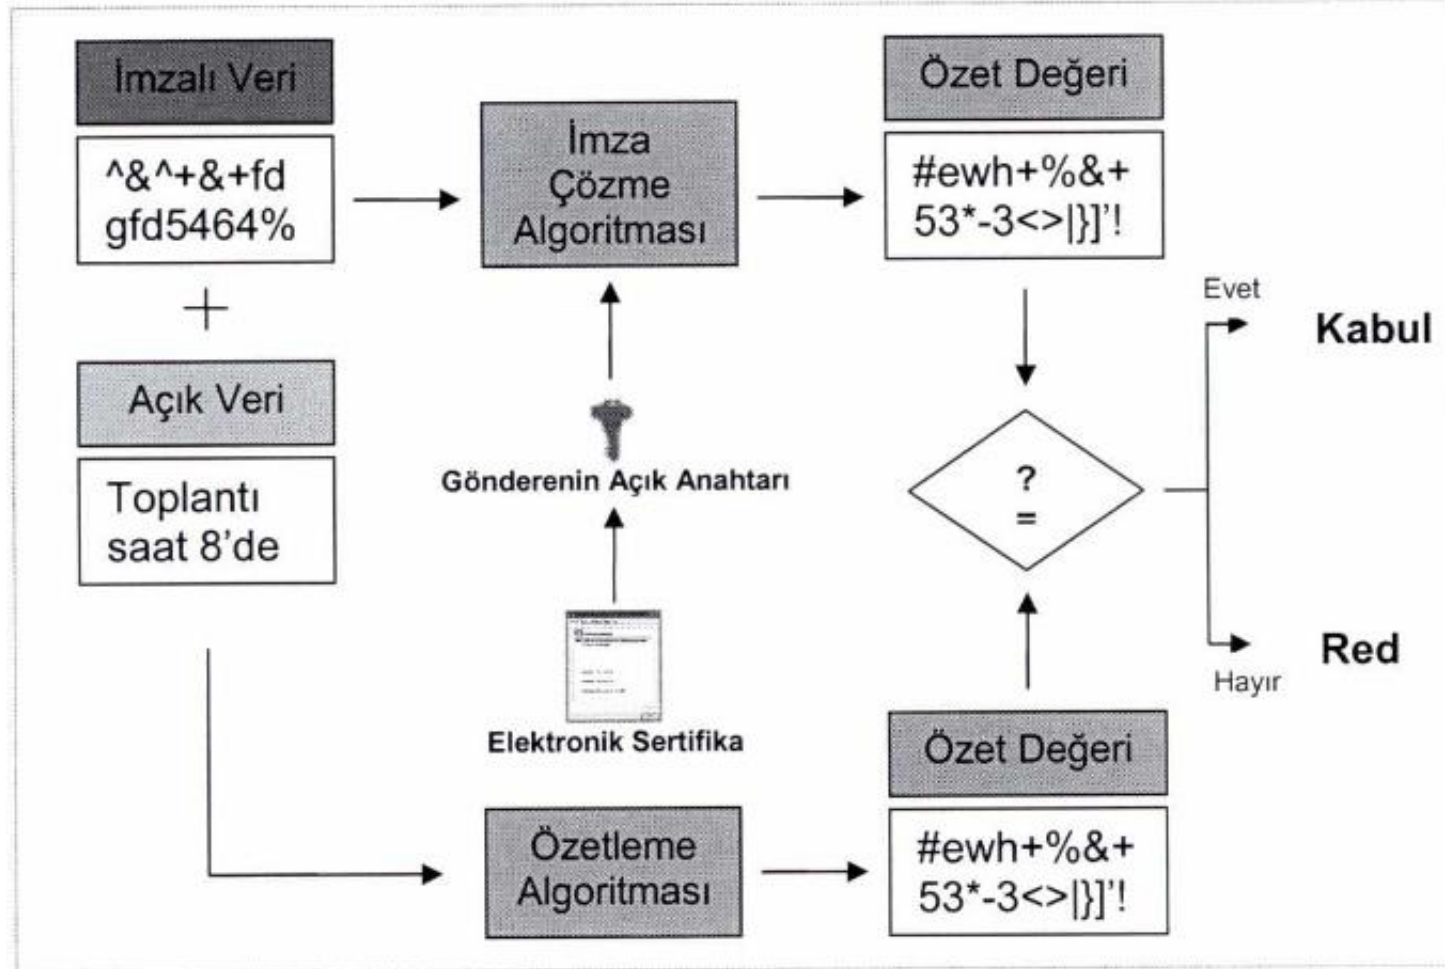 İmzalı Veri
^&^+&+fd
gfd5464%
Açık Veri
Toplantı
saat 8'de
İmza
Çözme
Algoritması
Gönderenin Açık Anahtarı
Elektronik Sertifika
Özetleme
Algoritması
Özet Değeri
#ewh+%&+
53*-3<>|}]'!
?
=
Özet Değeri
#ewh+%&+
53*-3<>|}]'!
Evet
Kabul
Red
Hayır